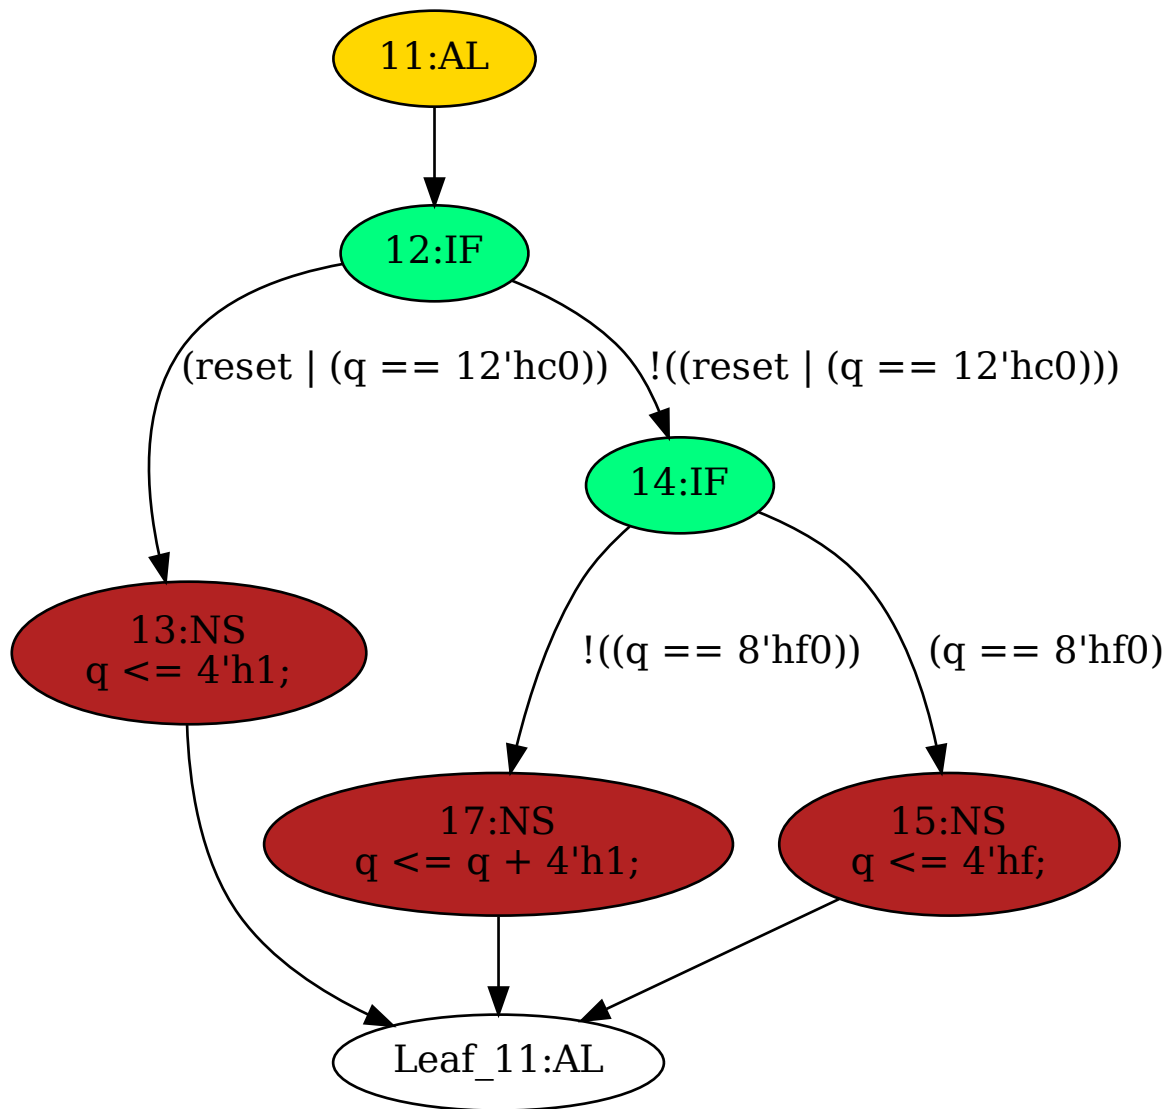 11:AL
12:IF
(reset | (q == 12'hc0))
!((reset | (q == 12'hc0)))
14:IF
13:NS
q <= 4'h1;
!((q == 8'hf0))
(q == 8'hf0)
17:NS
q <= q + 4'h1;
15:NS
q <= 4'hf;
Leaf_11:AL